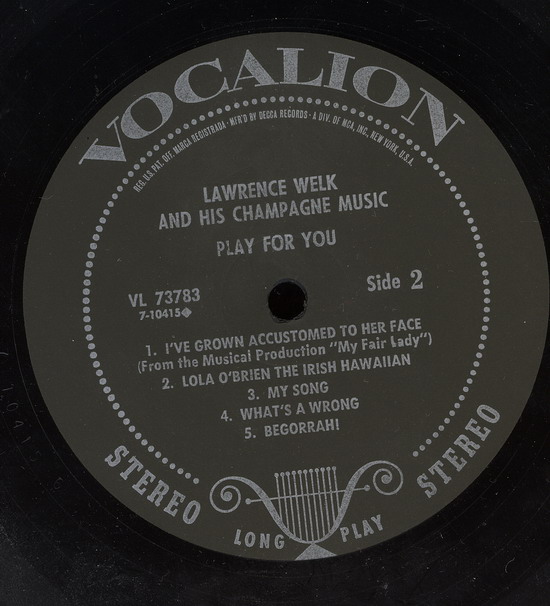 VOCALION
REG. U.S. PAT. OFF. MARCA REGISTRADA · MF'R'D BY DECCA RECORDS · A DIV. OF MCA, INC., NEW YORK, U.S.A.
LAWRENCE WELK
AND HIS CHAMPAGNE MUSIC
PLAY FOR YOU
VL 73783
7-10415◆
Side 2
1. I'VE GROWN ACCUSTOMED TO HER FACE
(From the Musical Production "My Fair Lady")
2. LOLA O'BRIEN THE IRISH HAWAIIAN
3. MY SONG
4. WHAT'S A WRONG
5. BEGORRAH!
STEREO
LONG PLAY
STEREO